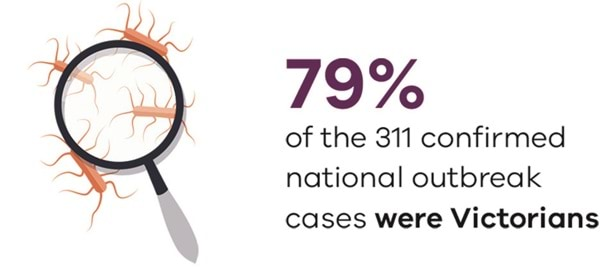 79%
of the 311 confirmed
national outbreak
cases were Victorians